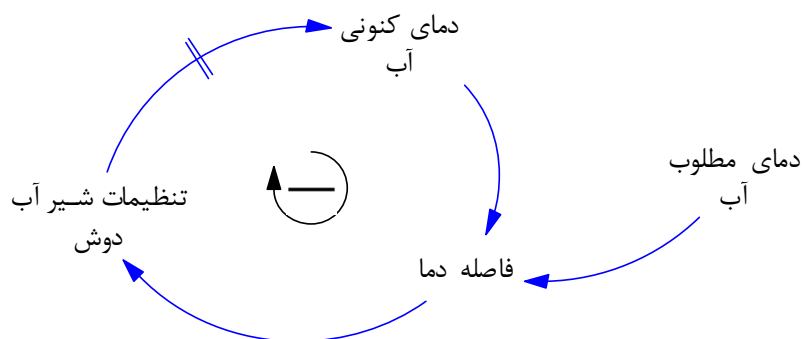 دمای کنونی
آب
دمای مطلوب
آب
تنظیمات شیر آب
دوش
فاصله دما